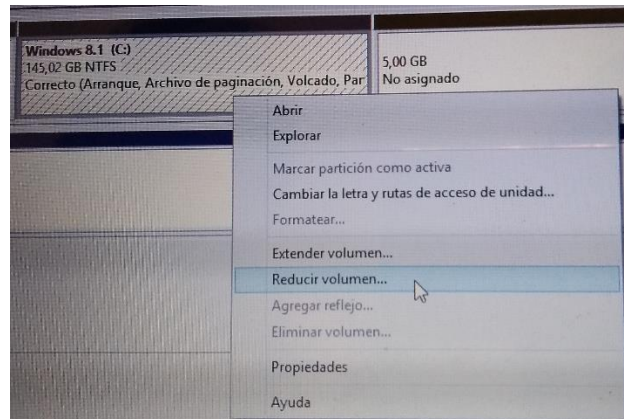 Windows 8.1 (C:)
145,02 GB NTFS
Correcto (Arranque, Archivo de paginación, Volcado, Par
5,00 GB
No asignado
Abrir
Explorar
Marcar partición como activa
Cambiar la letra y rutas de acceso de unidad...
Formatear...
Extender volumen...
Reducir volumen...
Agregar reflejo...
Eliminar volumen...
Propiedades
Ayuda